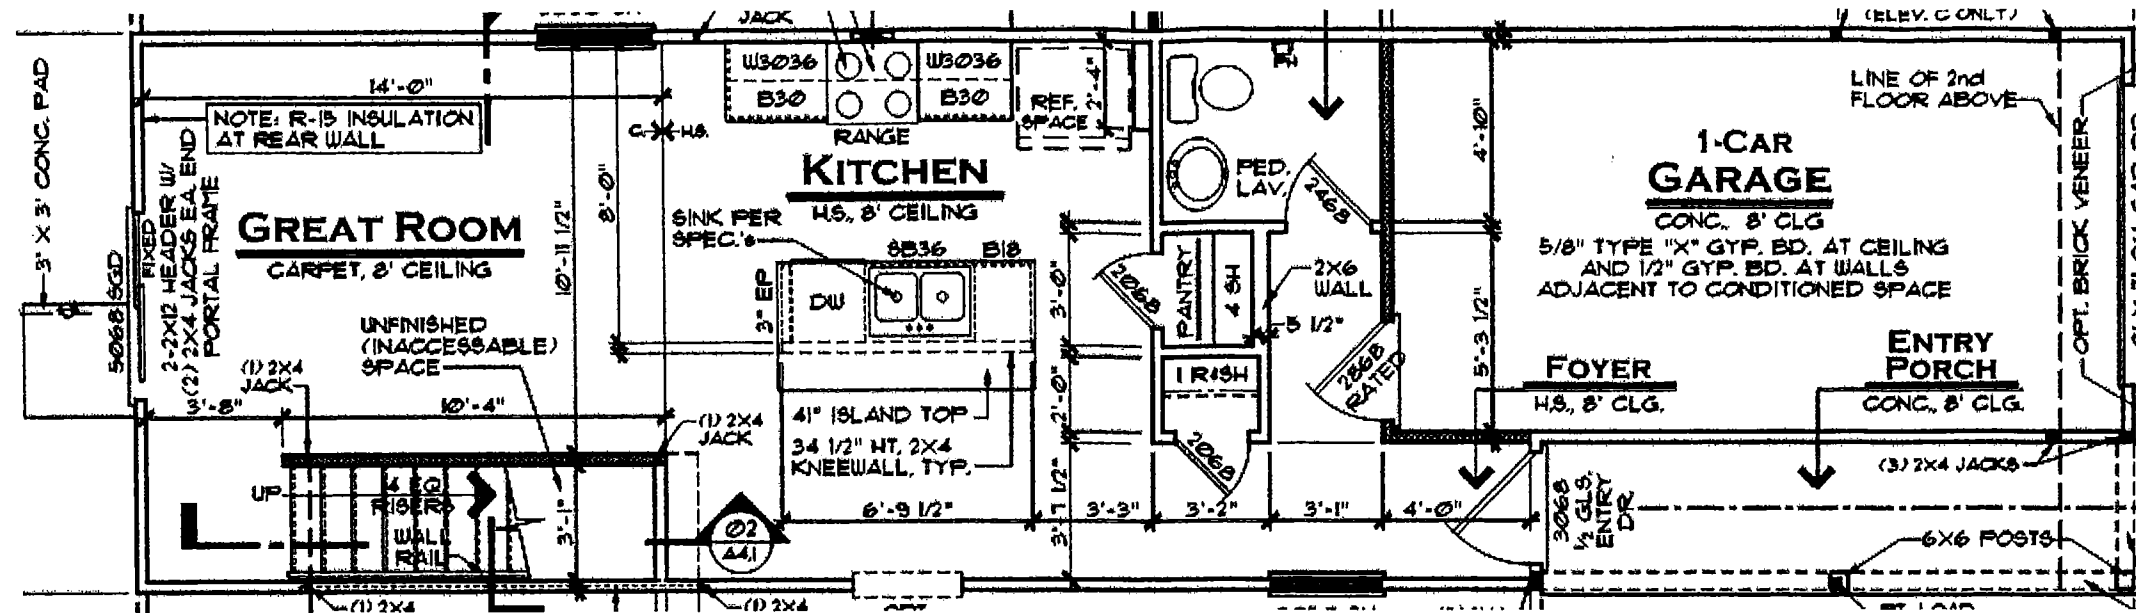 JACK
(ELEV. C ONLY)
3' X 3' CONC. PAD
14'-0"
NOTE: R-15 INSULATION
AT REAR WALL
W3036
B30
W3036
B30
RANGE
REF.
SPACE
2'-4"
C.
H.S.
KITCHEN
H.S., 8' CEILING
GREAT ROOM
CARPET, 8' CEILING
5068 SGD
FIXED
2-2X12 HEADER W/
(2) 2X4 JACKS EA. END
PORTAL FRAME
10'-11 1/2"
8'-0"
SINK PER
SPEC.'s
SB36
B18
3" EP
DW
UNFINISHED
(INACCESSABLE)
SPACE
(1) 2X4
JACK
3'-8"
10'-4"
(1) 2X4
JACK
41" ISLAND TOP
34 1/2" HT. 2X4
KNEEWALL, TYP.
UP
RISERS
WALL
RAIL
3'-1"
02
A4.1
6'-9 1/2"
3'-3"
3'-2"
3'-1"
4'-0"
3'-0"
2'-0"
3'-7 1/2"
PED.
LAV.
2468
2068
PANTRY
4 SH
2X6
WALL
5 1/2"
1 R&SH
2068
2868
RATED
4'-10"
5'-3 1/2"
1-CAR
GARAGE
CONC., 8' CLG
5/8" TYPE "X" GYP. BD. AT CEILING
AND 1/2" GYP. BD. AT WALLS
ADJACENT TO CONDITIONED SPACE
LINE OF 2nd
FLOOR ABOVE
OPT. BRICK VENEER
FOYER
H.S., 8' CLG.
ENTRY
PORCH
CONC., 8' CLG.
(3) 2X4 JACKS
3068
1/2 GLS.
ENTRY
DR
6X6 POSTS
(1) 2X4
(1) 2X4